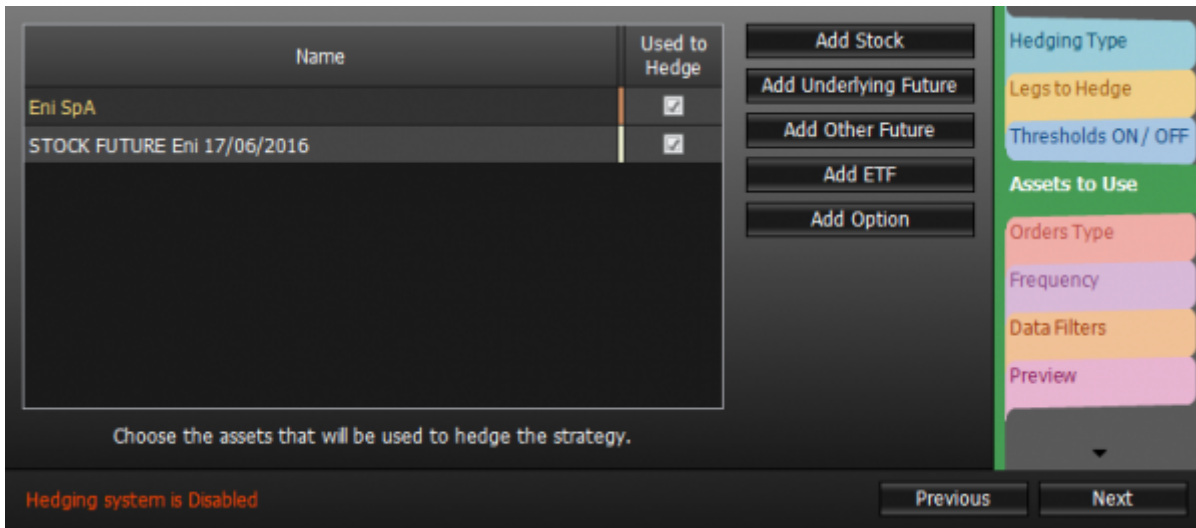 Name
Used to
Hedge
Eni SpA
STOCK FUTURE Eni 17/06/2016
Choose the assets that will be used to hedge the strategy.
Add Stock
Add Underlying Future
Add Other Future
Add ETF
Add Option
Hedging Type
Legs to Hedge
Thresholds ON / OFF
Assets to Use
Orders Type
Frequency
Data Filters
Preview
Hedging system is Disabled
Previous
Next